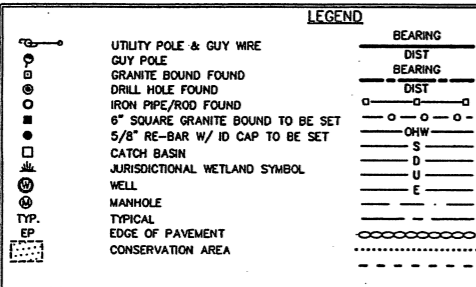 LEGEND
UTILITY POLE & GUY WIRE
GUY POLE
GRANITE BOUND FOUND
DRILL HOLE FOUND
IRON PIPE/ROD FOUND
6" SQUARE GRANITE BOUND TO BE SET
5/8" RE-BAR W/ ID CAP TO BE SET
CATCH BASIN
JURISDICTIONAL WETLAND SYMBOL
W WELL
M MANHOLE
TYP. TYPICAL
EP EDGE OF PAVEMENT
CONSERVATION AREA
BEARING
DIST
BEARING
DIST
OHW
S
D
U
E